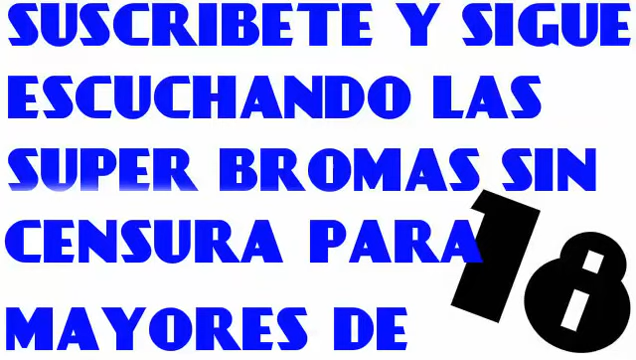 SUSCRIBETE Y SIGUE
ESCUCHANDO LAS
SUPER BROMAS SIN
CENSURA PARA
MAYORES DE 18